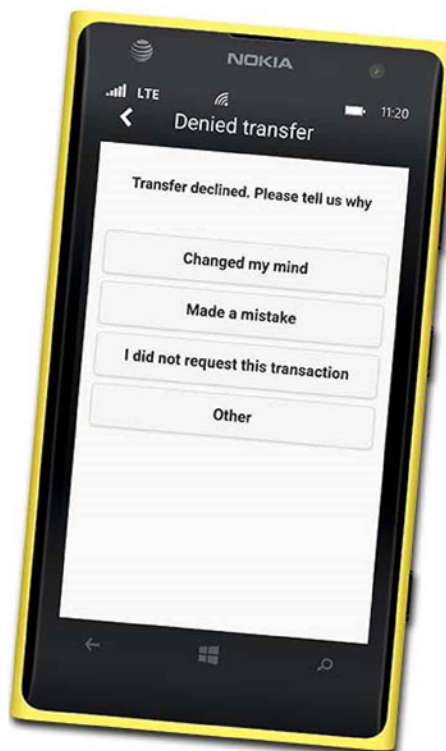 NOKIA
LTE
11:20
Denied transfer
Transfer declined. Please tell us why
Changed my mind
Made a mistake
I did not request this transaction
Other